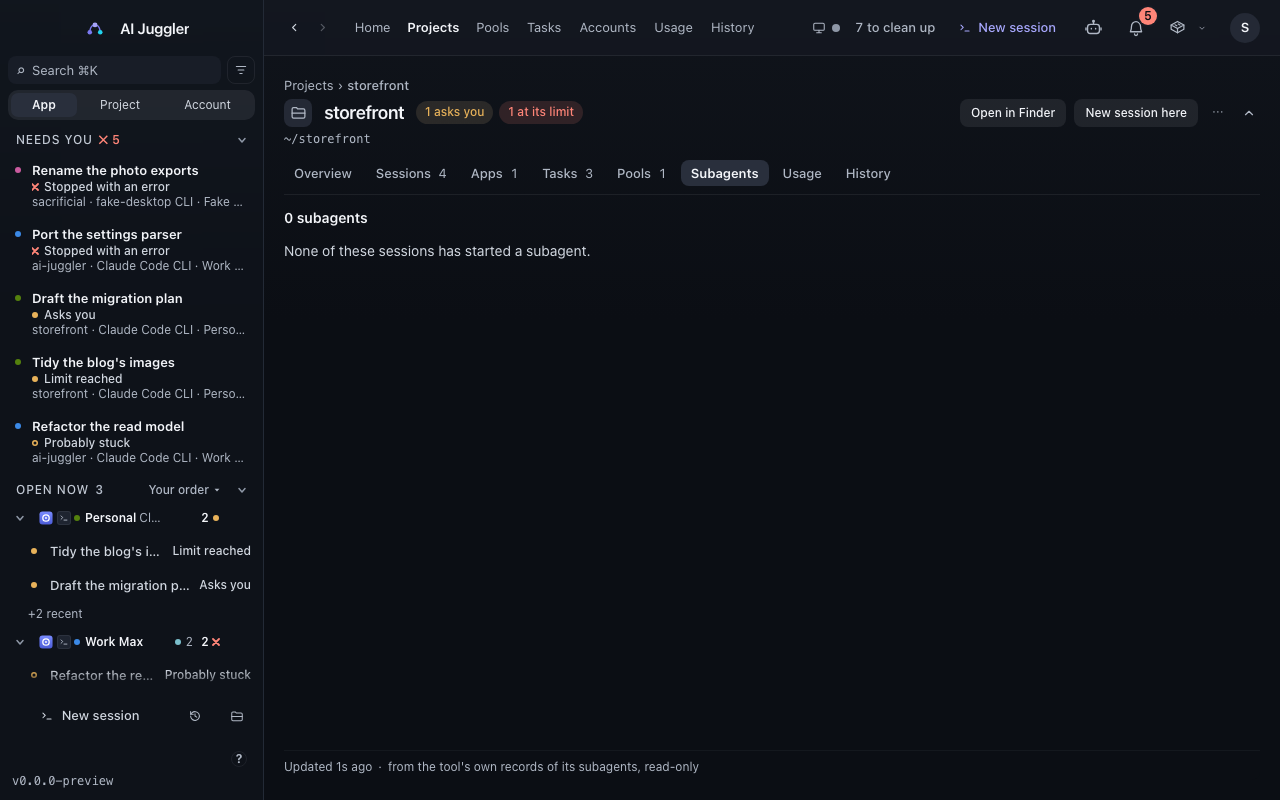 AI Juggler
Search ⌘K
App Project Account
NEEDS YOU 5
Rename the photo exports
Stopped with an error
sacrificial · fake-desktop CLI · Fake ...
Port the settings parser
Stopped with an error
ai-juggler · Claude Code CLI · Work ...
Draft the migration plan
Asks you
storefront · Claude Code CLI · Perso...
Tidy the blog's images
Limit reached
storefront · Claude Code CLI · Perso...
Refactor the read model
Probably stuck
ai-juggler · Claude Code CLI · Work ...
OPEN NOW 3 Your order
Personal Cl... 2
Tidy the blog's i... Limit reached
Draft the migration p... Asks you
+2 recent
Work Max 2 2
Refactor the re... Probably stuck
New session
?
v0.0.0-preview
Home Projects Pools Tasks Accounts Usage History 7 to clean up New session 5 S
Projects › storefront
storefront 1 asks you 1 at its limit Open in Finder New session here ···
~/storefront
Overview Sessions 4 Apps 1 Tasks 3 Pools 1 Subagents Usage History
0 subagents
None of these sessions has started a subagent.
Updated 1s ago · from the tool's own records of its subagents, read-only